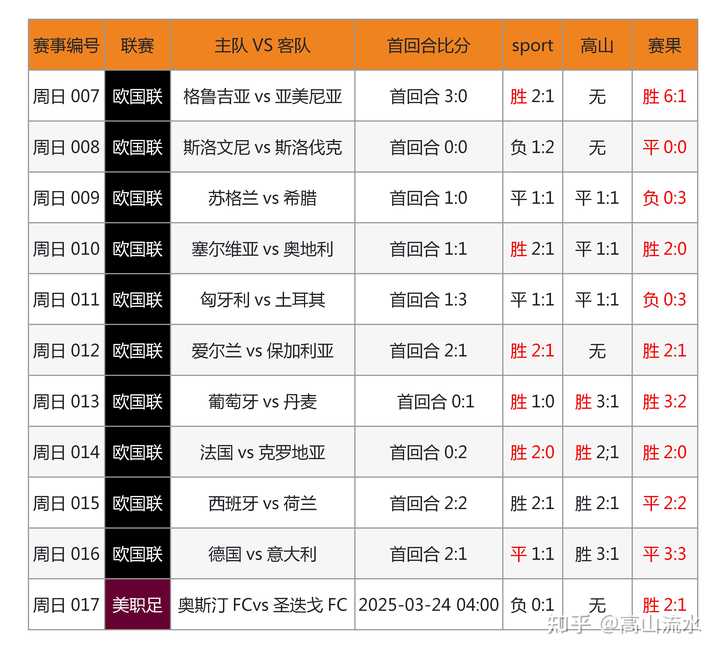 赛事编号 联赛 主队 VS 客队 首回合比分 sport 高山 赛果
周日 007 欧国联 格鲁吉亚 vs 亚美尼亚 首回合 3:0 胜 2:1 无 胜 6:1
周日 008 欧国联 斯洛文尼 vs 斯洛伐克 首回合 0:0 负 1:2 无 平 0:0
周日 009 欧国联 苏格兰 vs 希腊 首回合 1:0 平 1:1 平 1:1 负 0:3
周日 010 欧国联 塞尔维亚 vs 奥地利 首回合 1:1 胜 2:1 平 1:1 胜 2:0
周日 011 欧国联 匈牙利 vs 土耳其 首回合 1:3 平 1:1 平 1:1 负 0:3
周日 012 欧国联 爱尔兰 vs 保加利亚 首回合 2:1 胜 2:1 无 胜 2:1
周日 013 欧国联 葡萄牙 vs 丹麦 首回合 0:1 胜 1:0 胜 3:1 胜 3:2
周日 014 欧国联 法国 vs 克罗地亚 首回合 0:2 胜 2:0 胜 2;1 胜 2:0
周日 015 欧国联 西班牙 vs 荷兰 首回合 2:2 胜 2:1 胜 2:1 平 2:2
周日 016 欧国联 德国 vs 意大利 首回合 2:1 平 1:1 胜 3:1 平 3:3
周日 017 美职足 奥斯汀 FCvs 圣迭戈 FC 2025-03-24 04:00 负 0:1 无 胜 2:1
知乎 @高山流水